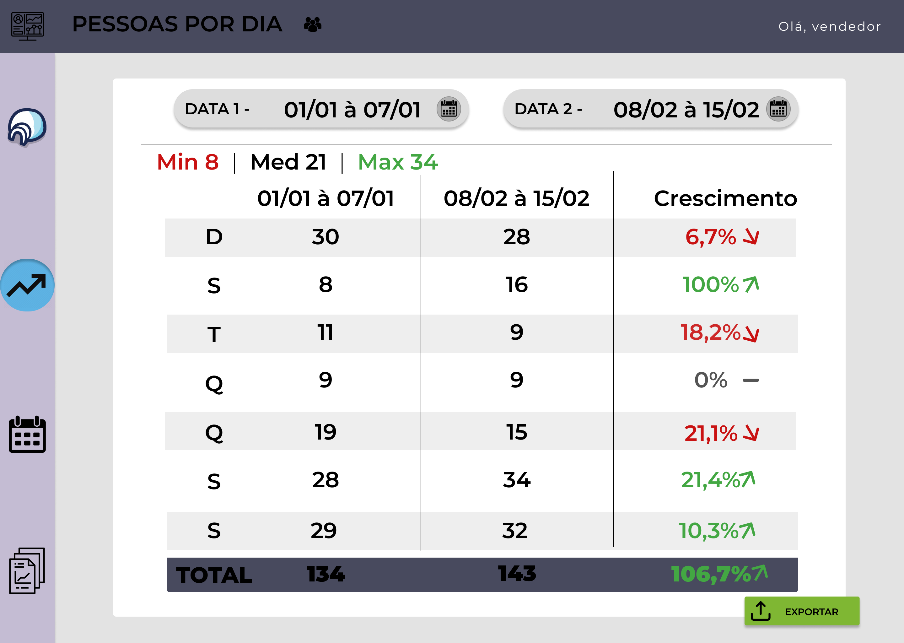 PESSOAS POR DIA
Olá, vendedor
DATA 1 - 01/01 à 07/01
DATA 2 - 08/02 à 15/02
Min 8 | Med 21 | Max 34
01/01 à 07/01 08/02 à 15/02 Crescimento
D 30 28 6,7%
S 8 16 100%
T 11 9 18,2%
Q 9 9 0% —
Q 19 15 21,1%
S 28 34 21,4%
S 29 32 10,3%
TOTAL 134 143 106,7%
EXPORTAR